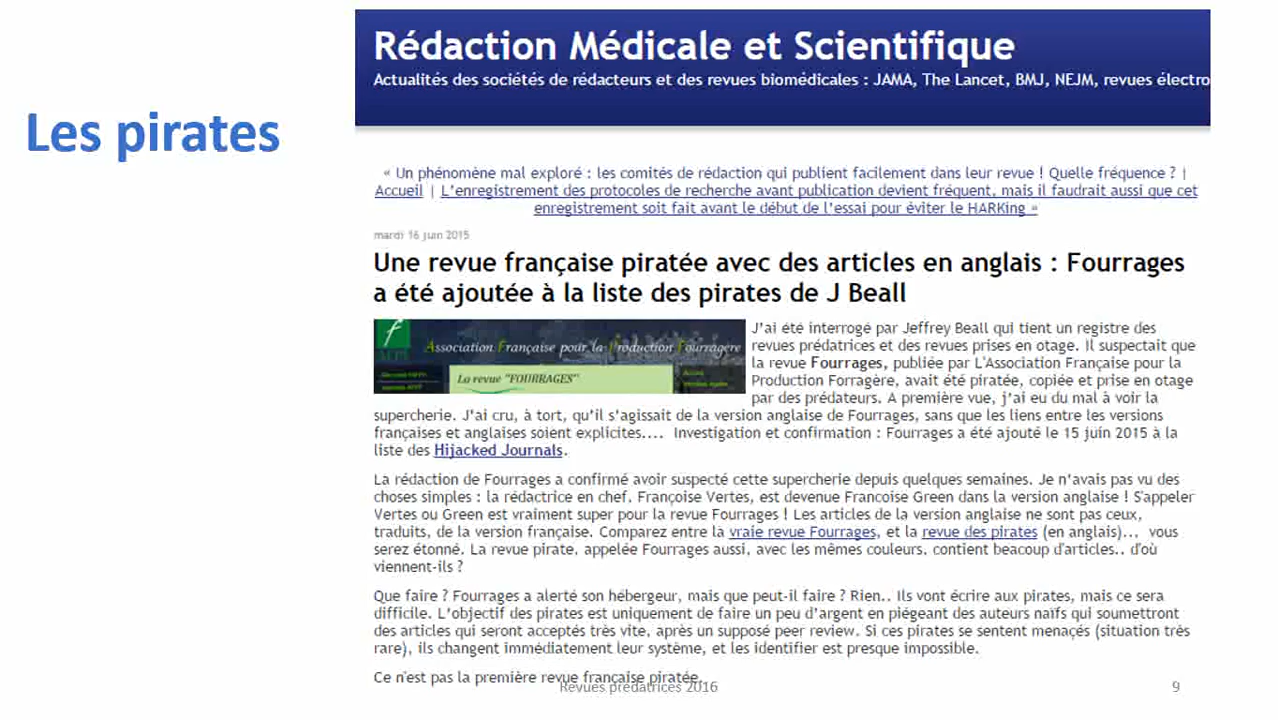 Les pirates
Rédaction Médicale et Scientifique
Actualités des sociétés de rédacteurs et des revues biomédicales : JAMA, The Lancet, BMJ, NEJM, revues électro
« Un phénomène mal exploré : les comités de rédaction qui publient facilement dans leur revue ! Quelle fréquence ? |
Accueil | L’enregistrement des protocoles de recherche avant publication devient fréquent, mais il faudrait aussi que cet
enregistrement soit fait avant le début de l’essai pour éviter le HARKing »
mardi 16 juin 2015
Une revue française piratée avec des articles en anglais : Fourrages
a été ajoutée à la liste des pirates de J Beall
Association Française pour la Production Fourragère
La revue "FOURRAGES"
J’ai été interrogé par Jeffrey Beall qui tient un registre des
revues prédatrices et des revues prises en otage. Il suspectait que
la revue Fourrages, publiée par L'Association Française pour la
Production Forragère, avait été piratée, copiée et prise en otage
par des prédateurs. A première vue, j’ai eu du mal à voir la
supercherie. J’ai cru, à tort, qu’il s’agissait de la version anglaise de Fourrages, sans que les liens entre les versions
françaises et anglaises soient explicites.... Investigation et confirmation : Fourrages a été ajouté le 15 juin 2015 à la
liste des Hijacked Journals.
La rédaction de Fourrages a confirmé avoir suspecté cette supercherie depuis quelques semaines. Je n’avais pas vu des
choses simples : la rédactrice en chef, Françoise Vertes, est devenue Francoise Green dans la version anglaise ! S'appeler
Vertes ou Green est vraiment super pour la revue Fourrages ! Les articles de la version anglaise ne sont pas ceux,
traduits, de la version française. Comparez entre la vraie revue Fourrages, et la revue des pirates (en anglais)... vous
serez étonné. La revue pirate, appelée Fourrages aussi, avec les mêmes couleurs, contient beacoup d'articles.. d'où
viennent-ils ?
Que faire ? Fourrages a alerté son hébergeur, mais que peut-il faire ? Rien.. Ils vont écrire aux pirates, mais ce sera
difficile. L’objectif des pirates est uniquement de faire un peu d’argent en piégeant des auteurs naïfs qui soumettront
des articles qui seront acceptés très vite, après un supposé peer review. Si ces pirates se sentent menaçés (situation très
rare), ils changent immédiatement leur système, et les identifier est presque impossible.
Ce n'est pas la première revue française piratée.
Revues prédatrices 2016
9